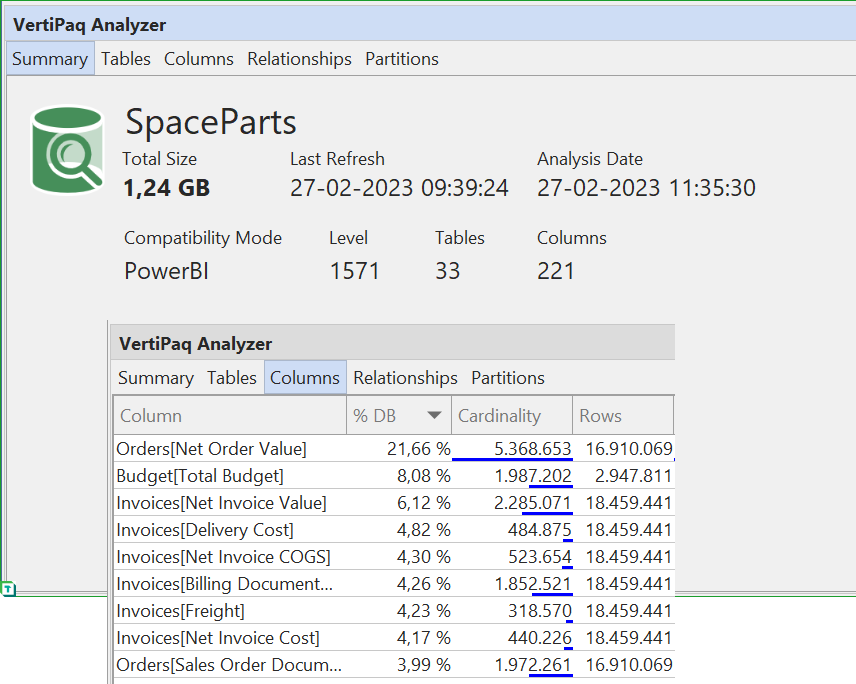 VertiPaq Analyzer
Summary Tables Columns Relationships Partitions
SpaceParts
Total Size Last Refresh Analysis Date
1,24 GB 27-02-2023 09:39:24 27-02-2023 11:35:30
Compatibility Mode Level Tables Columns
PowerBI 1571 33 221
VertiPaq Analyzer
Summary Tables Columns Relationships Partitions
Column % DB Cardinality Rows
Orders[Net Order Value] 21,66 % 5.368.653 16.910.069
Budget[Total Budget] 8,08 % 1.987.202 2.947.811
Invoices[Net Invoice Value] 6,12 % 2.285.071 18.459.441
Invoices[Delivery Cost] 4,82 % 484.875 18.459.441
Invoices[Net Invoice COGS] 4,30 % 523.654 18.459.441
Invoices[Billing Document... 4,26 % 1.852.521 18.459.441
Invoices[Freight] 4,23 % 318.570 18.459.441
Invoices[Net Invoice Cost] 4,17 % 440.226 18.459.441
Orders[Sales Order Docum... 3,99 % 1.972.261 16.910.069
T